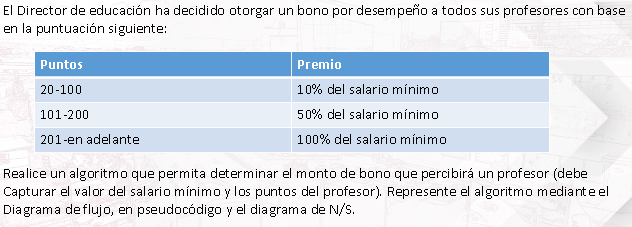 El Director de educación ha decidido otorgar un bono por desempeño a todos sus profesores con base
en la puntuación siguiente:
Puntos Premio
20-100 10% del salario mínimo
101-200 50% del salario mínimo
201-en adelante 100% del salario mínimo
Realice un algoritmo que permita determinar el monto de bono que percibirá un profesor (debe
Capturar el valor del salario mínimo y los puntos del profesor). Represente el algoritmo mediante el
Diagrama de flujo, en pseudocódigo y el diagrama de N/S.